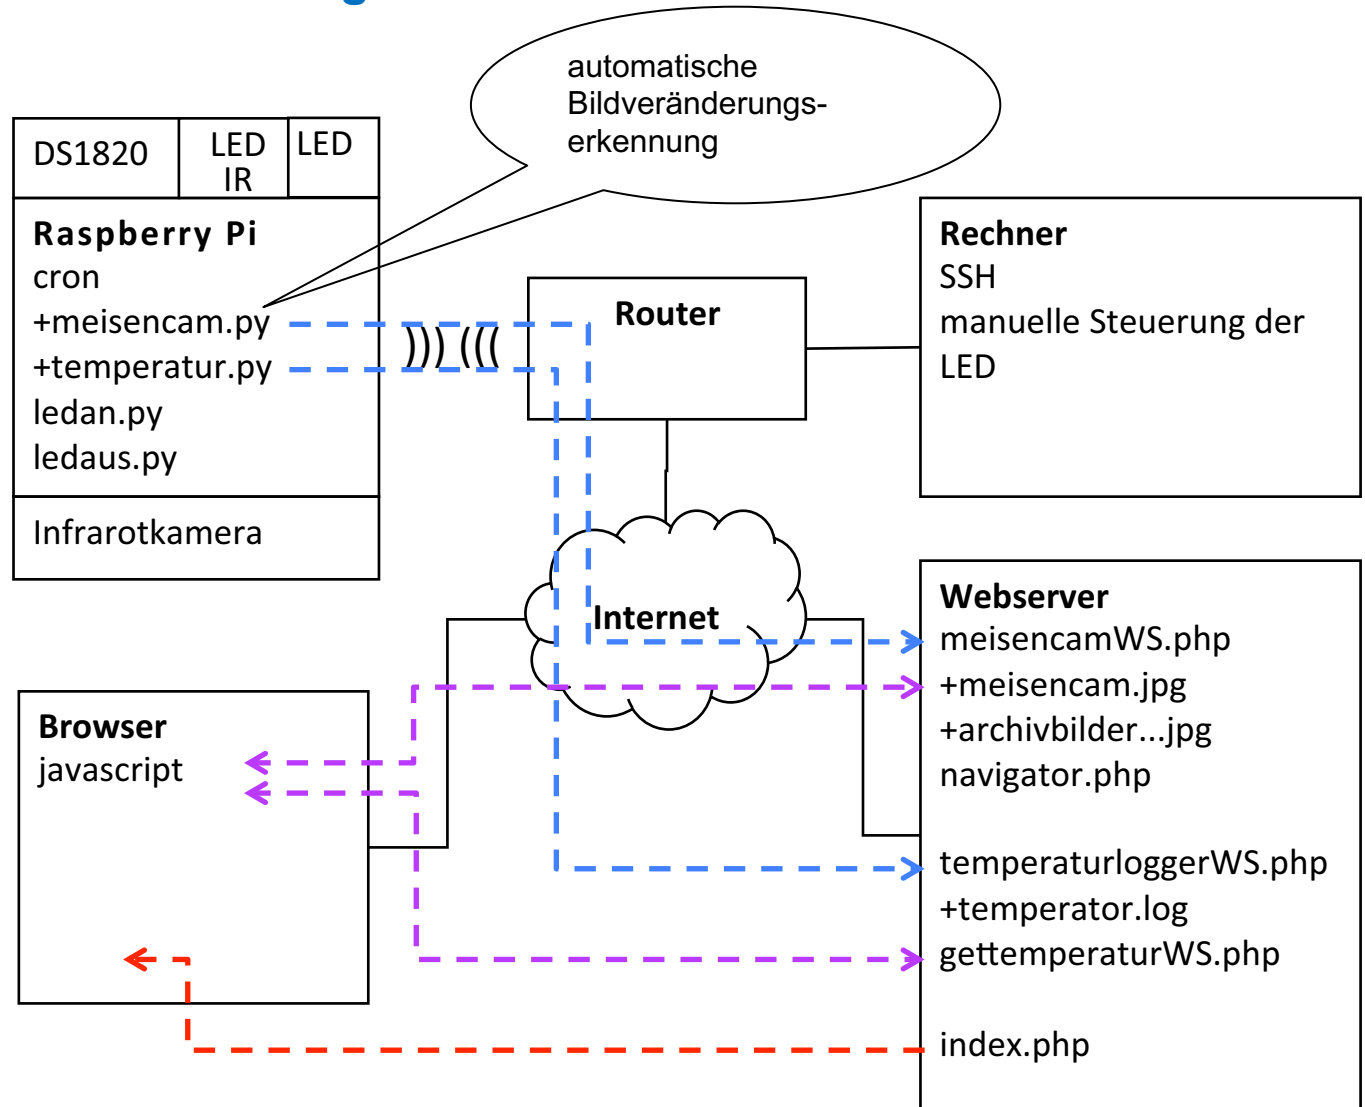 automatische
Bildveränderungs-
erkennung
DS1820
LED
IR
LED
Raspberry Pi
cron
+meisencam.py
+temperatur.py
ledan.py
ledaus.py
Infrarotkamera
))) (((
Router
Rechner
SSH
manuelle Steuerung der
LED
Internet
Webserver
meisencamWS.php
+meisencam.jpg
+archivbilder...jpg
navigator.php
temperaturloggerWS.php
+temperator.log
gettemperaturWS.php
index.php
Browser
javascript